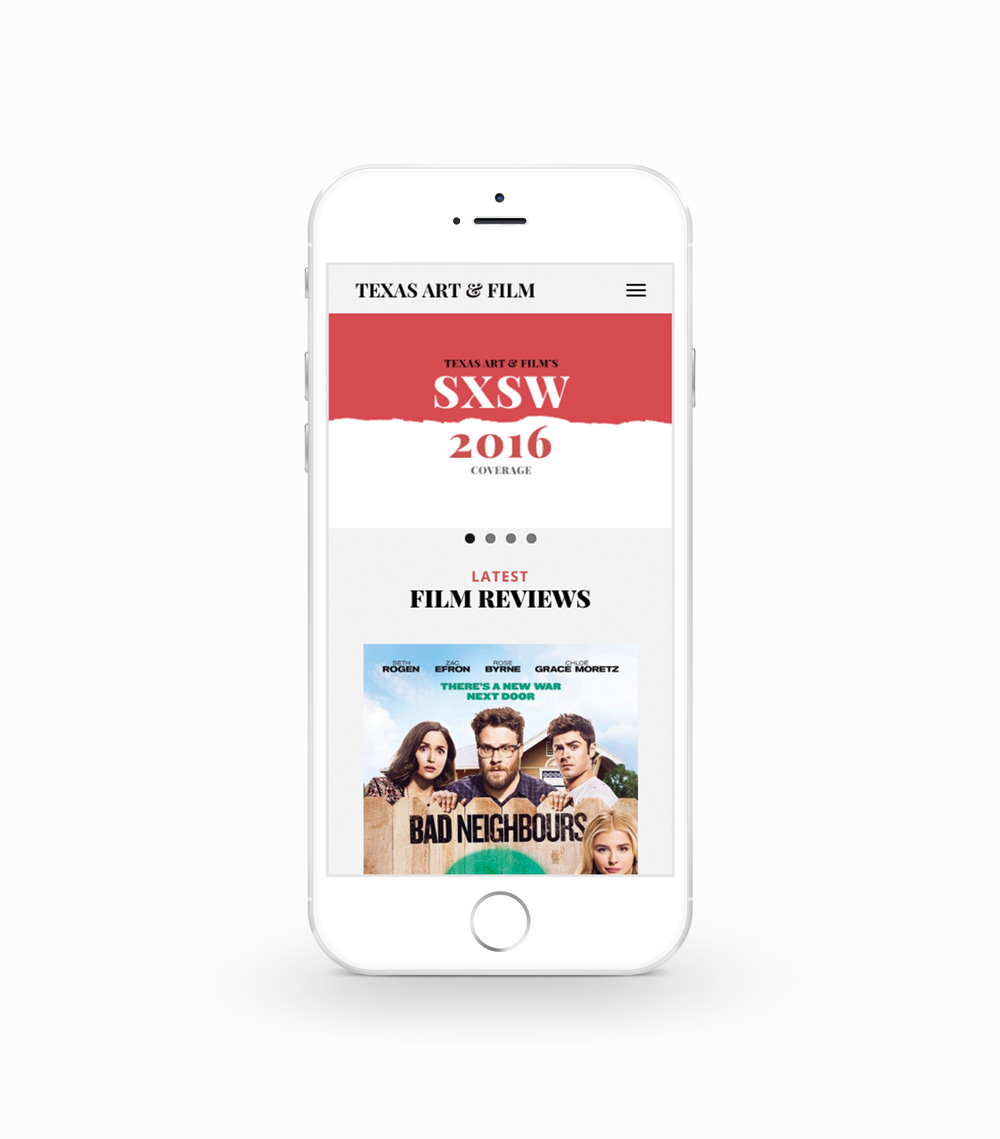 TEXAS ART & FILM
TEXAS ART & FILM'S
SXSW
2016
COVERAGE
LATEST
FILM REVIEWS
SETH ROGEN
ZAC EFRON
ROSE BYRNE
CHLOË GRACE MORETZ
THERE'S A NEW WAR
NEXT DOOR
BAD NEIGHBOURS